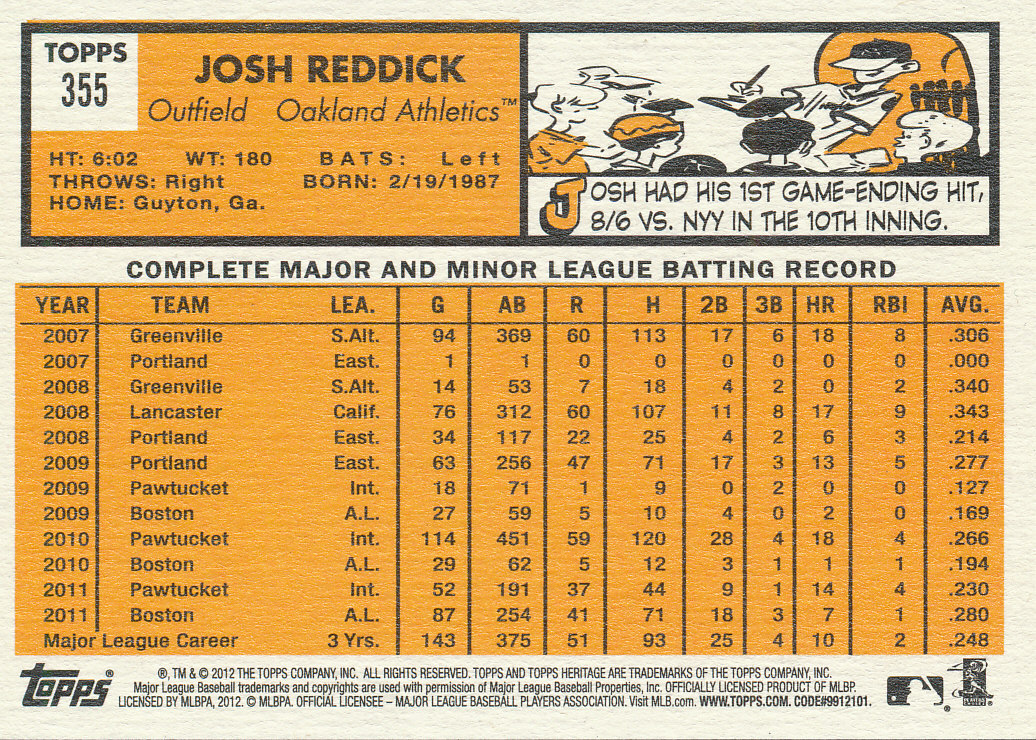 TOPPS
355
JOSH REDDICK
Outfield Oakland Athletics™
HT: 6:02 WT: 180 BATS: Left
THROWS: Right BORN: 2/19/1987
HOME: Guyton, Ga.
JOSH HAD HIS 1ST GAME-ENDING HIT,
8/6 VS. NYY IN THE 10TH INNING.
COMPLETE MAJOR AND MINOR LEAGUE BATTING RECORD
YEAR TEAM LEA. G AB R H 2B 3B HR RBI AVG.
2007 Greenville S.Alt. 94 369 60 113 17 6 18 8 .306
2007 Portland East. 1 1 0 0 0 0 0 0 .000
2008 Greenville S.Alt. 14 53 7 18 4 2 0 2 .340
2008 Lancaster Calif. 76 312 60 107 11 8 17 9 .343
2008 Portland East. 34 117 22 25 4 2 6 3 .214
2009 Portland East. 63 256 47 71 17 3 13 5 .277
2009 Pawtucket Int. 18 71 1 9 0 2 0 0 .127
2009 Boston A.L. 27 59 5 10 4 0 2 0 .169
2010 Pawtucket Int. 114 451 59 120 28 4 18 4 .266
2010 Boston A.L. 29 62 5 12 3 1 1 1 .194
2011 Pawtucket Int. 52 191 37 44 9 1 14 4 .230
2011 Boston A.L. 87 254 41 71 18 3 7 1 .280
Major League Career 3 Yrs. 143 375 51 93 25 4 10 2 .248
topps®
®, TM & © 2012 THE TOPPS COMPANY, INC. ALL RIGHTS RESERVED. TOPPS AND TOPPS HERITAGE ARE TRADEMARKS OF THE TOPPS COMPANY, INC.
Major League Baseball trademarks and copyrights are used with permission of Major League Baseball Properties, Inc. OFFICIALLY LICENSED PRODUCT OF MLBP.
LICENSED BY MLBPA, 2012. © MLBPA. OFFICIAL LICENSEE – MAJOR LEAGUE BASEBALL PLAYERS ASSOCIATION. Visit MLB.com. WWW.TOPPS.COM. CODE#9912101.